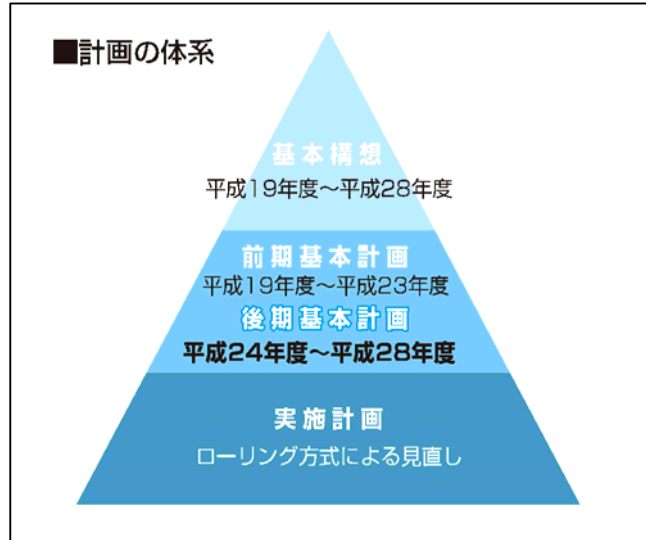 ■計画の体系
基本構想
平成19年度～平成28年度
前期基本計画
平成19年度～平成23年度
後期基本計画
平成24年度～平成28年度
実施計画
ローリング方式による見直し